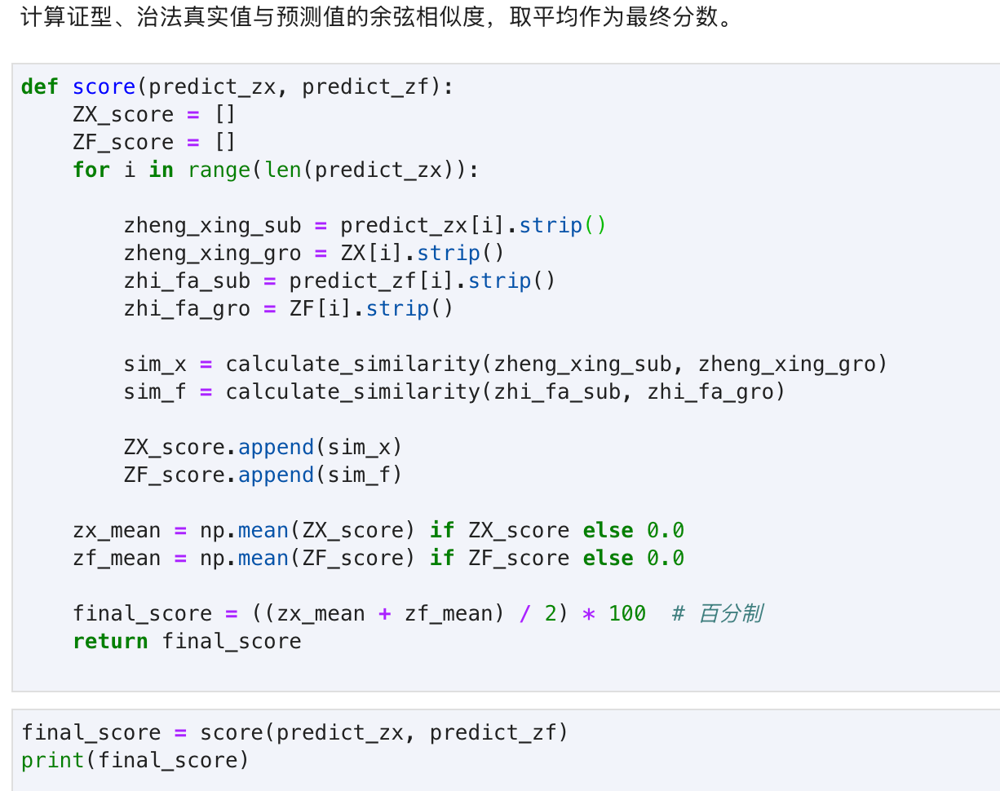 计算证型、治法真实值与预测值的余弦相似度，取平均作为最终分数。
def score(predict_zx, predict_zf):
    ZX_score = []
    ZF_score = []
    for i in range(len(predict_zx)):
        zheng_xing_sub = predict_zx[i].strip()
        zheng_xing_gro = ZX[i].strip()
        zhi_fa_sub = predict_zf[i].strip()
        zhi_fa_gro = ZF[i].strip()
        sim_x = calculate_similarity(zheng_xing_sub, zheng_xing_gro)
        sim_f = calculate_similarity(zhi_fa_sub, zhi_fa_gro)
        ZX_score.append(sim_x)
        ZF_score.append(sim_f)
    zx_mean = np.mean(ZX_score) if ZX_score else 0.0
    zf_mean = np.mean(ZF_score) if ZF_score else 0.0
    final_score = ((zx_mean + zf_mean) / 2) * 100  # 百分制
    return final_score
final_score = score(predict_zx, predict_zf)
print(final_score)